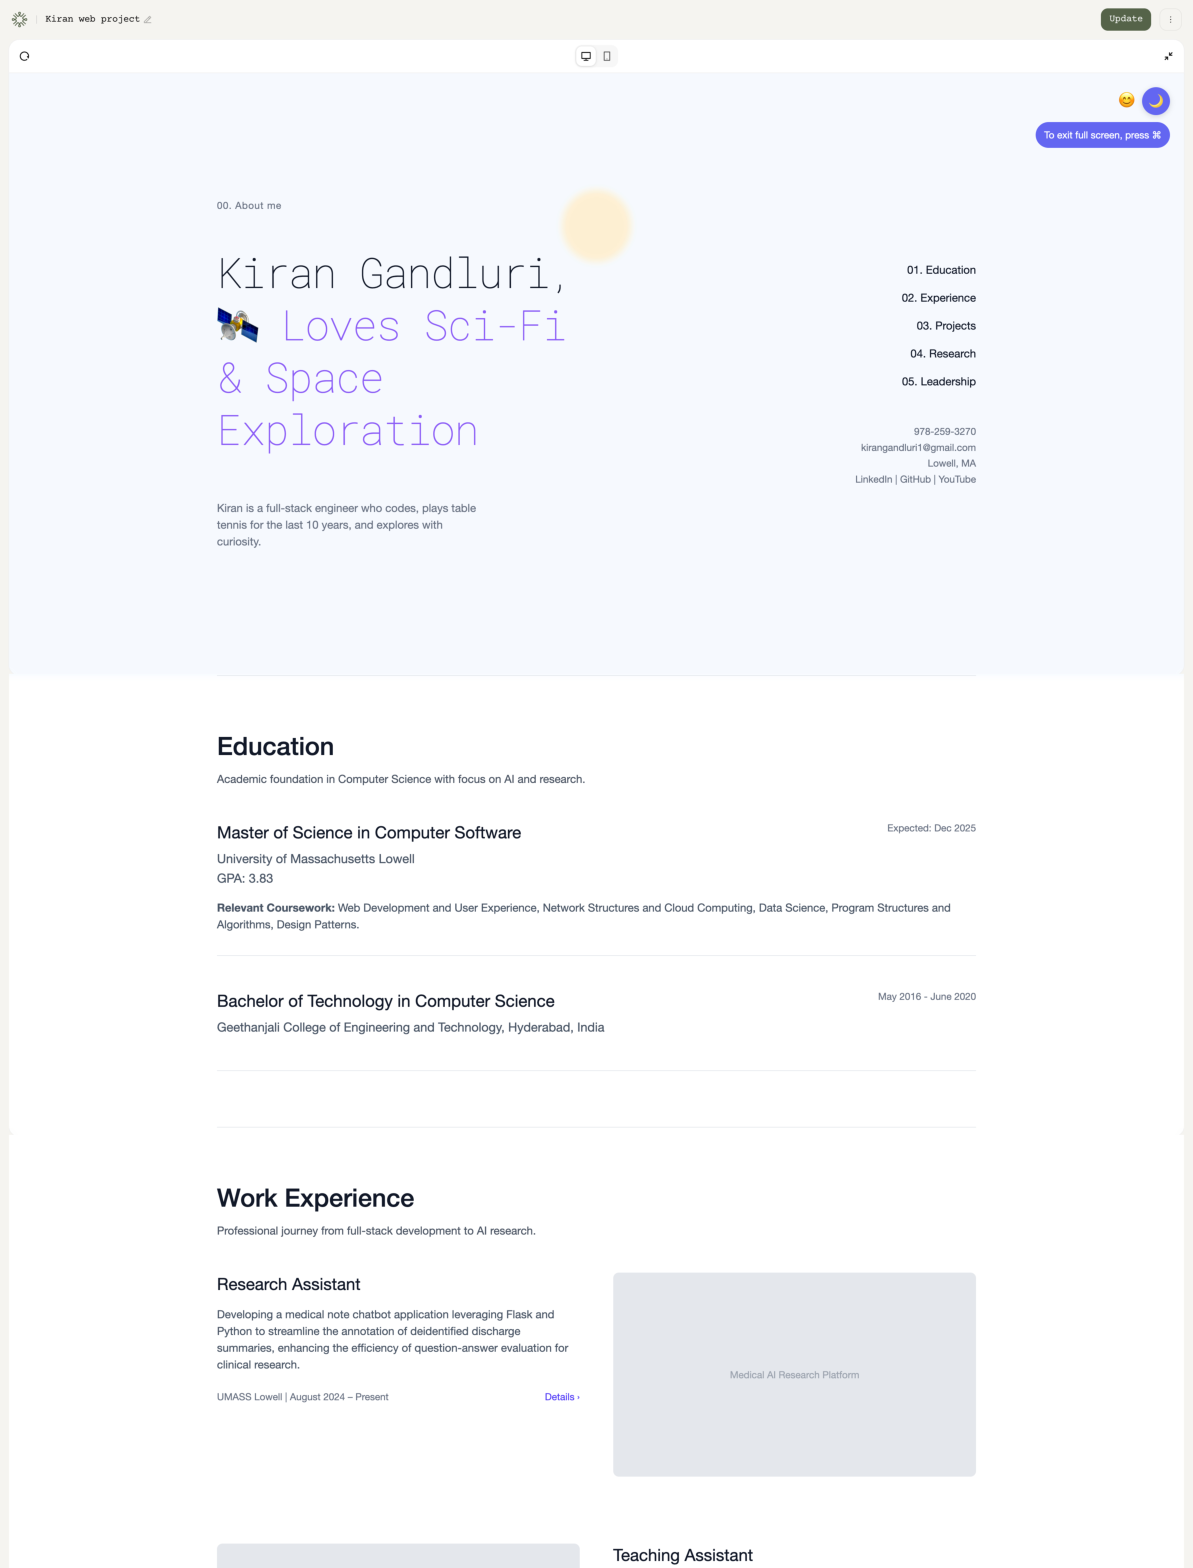 Kiran web project
Update
To exit full screen, press ⌘
00. About me
Kiran Gandluri,
Loves Sci-Fi
& Space
Exploration
Kiran is a full-stack engineer who codes, plays table
tennis for the last 10 years, and explores with
curiosity.
01. Education
02. Experience
03. Projects
04. Research
05. Leadership
978-259-3270
kirangandluri1@gmail.com
Lowell, MA
LinkedIn | GitHub | YouTube
Education
Academic foundation in Computer Science with focus on AI and research.
Master of Science in Computer Software
Expected: Dec 2025
University of Massachusetts Lowell
GPA: 3.83
Relevant Coursework: Web Development and User Experience, Network Structures and Cloud Computing, Data Science, Program Structures and
Algorithms, Design Patterns.
Bachelor of Technology in Computer Science
May 2016 - June 2020
Geethanjali College of Engineering and Technology, Hyderabad, India
Work Experience
Professional journey from full-stack development to AI research.
Research Assistant
Developing a medical note chatbot application leveraging Flask and
Python to streamline the annotation of deidentified discharge
summaries, enhancing the efficiency of question-answer evaluation for
clinical research.
UMASS Lowell | August 2024 – Present
Details ›
Medical AI Research Platform
Teaching Assistant